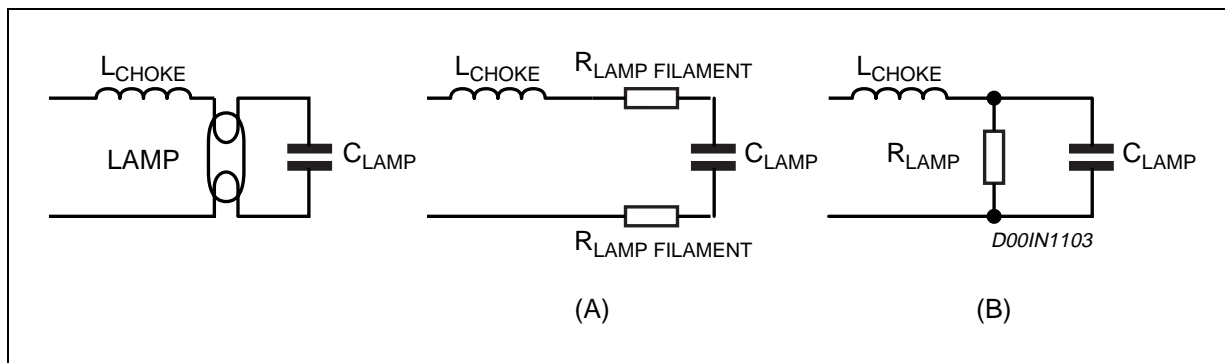 LCHOKE
LAMP
CLAMP
LCHOKE
RLAMP FILAMENT
CLAMP
RLAMP FILAMENT
(A)
LCHOKE
RLAMP
CLAMP
D00IN1103
(B)